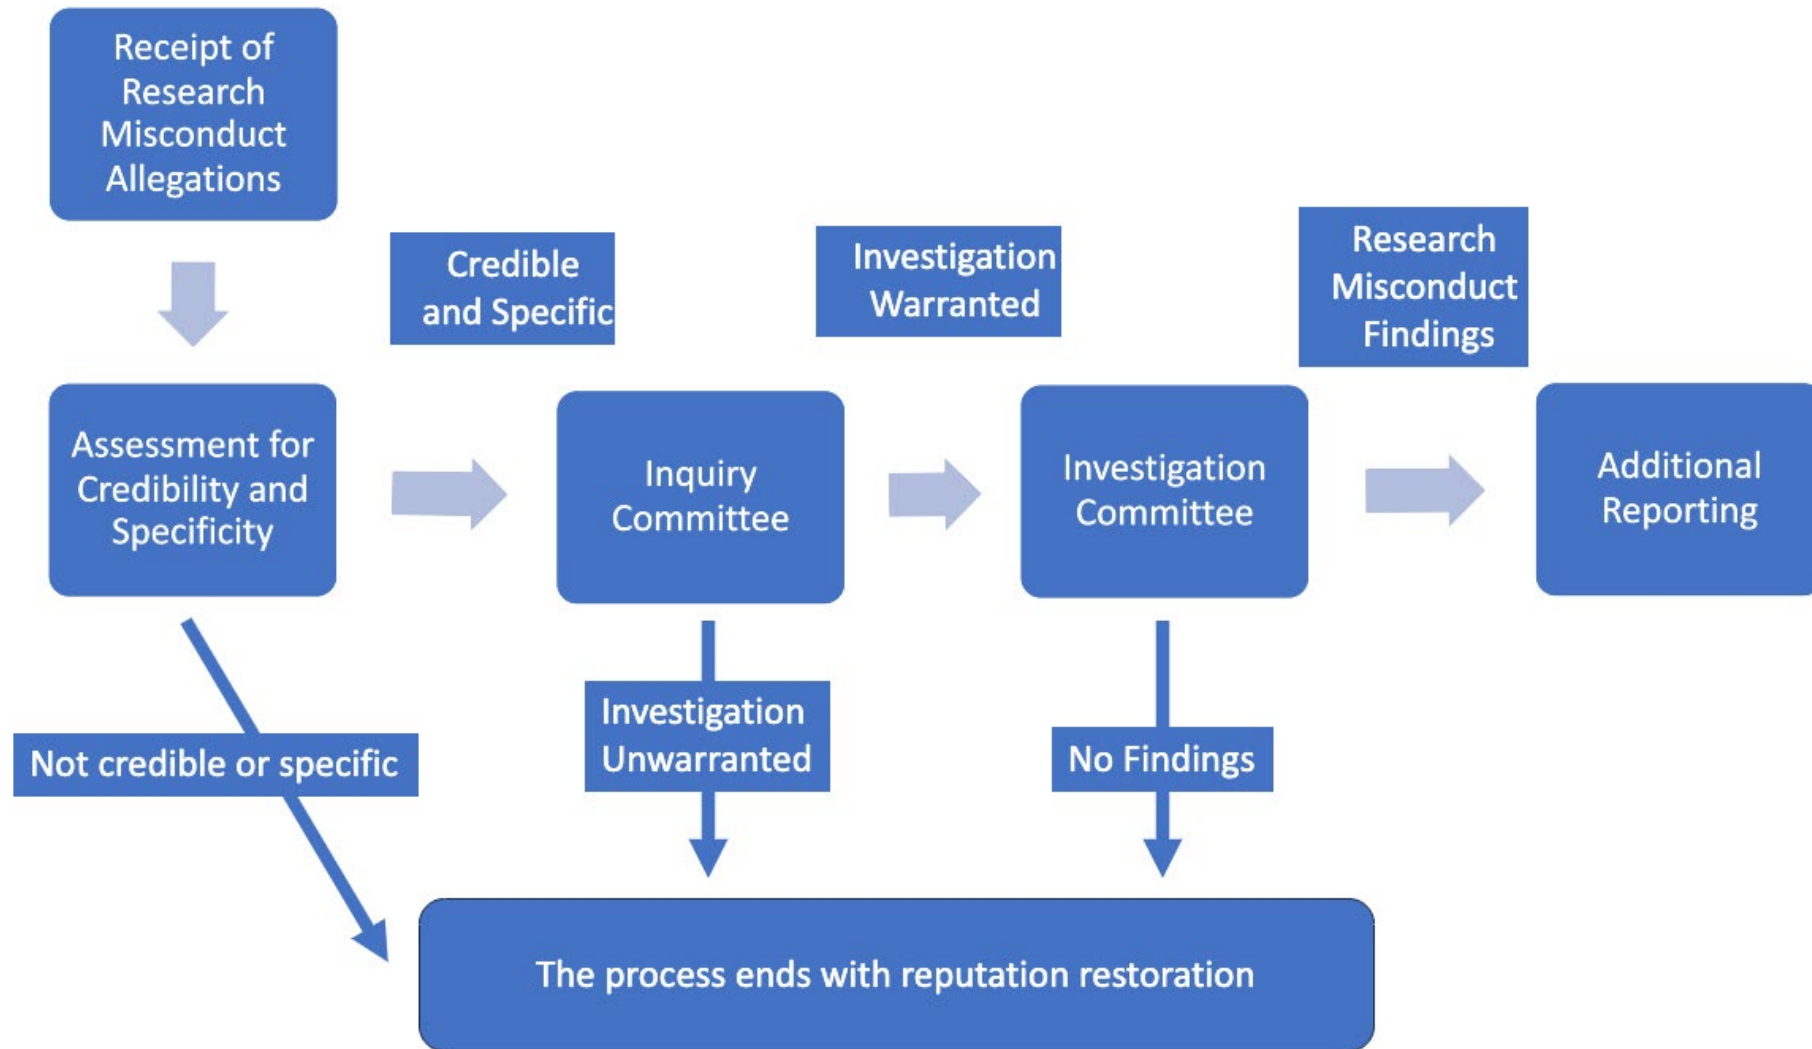 Receipt of
Research
Misconduct
Allegations
Credible
and Specific
Investigation
Warranted
Research
Misconduct
Findings
Assessment for
Credibility and
Specificity
Inquiry
Committee
Investigation
Committee
Additional
Reporting
Not credible or specific
Investigation
Unwarranted
No Findings
The process ends with reputation restoration